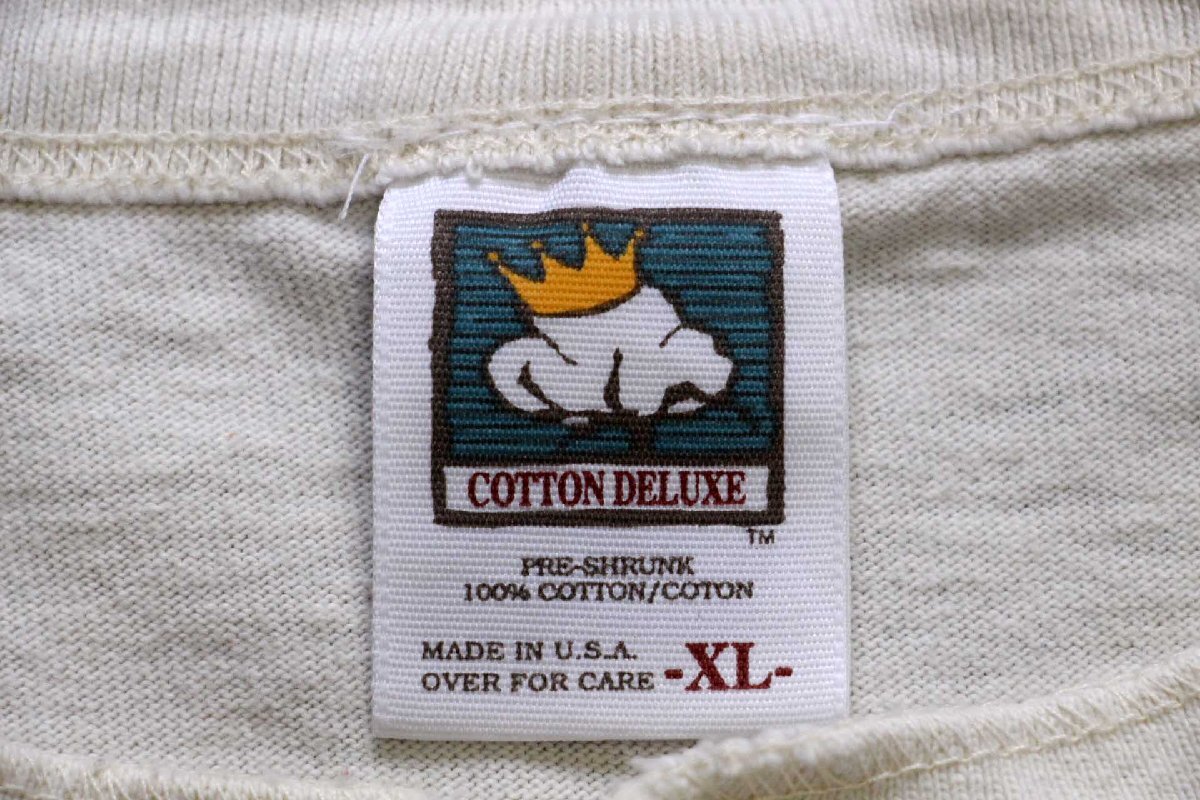 COTTON DELUXE
TM
PRE-SHRUNK
100% COTTON/COTON
MADE IN U.S.A.
OVER FOR CARE -XL-